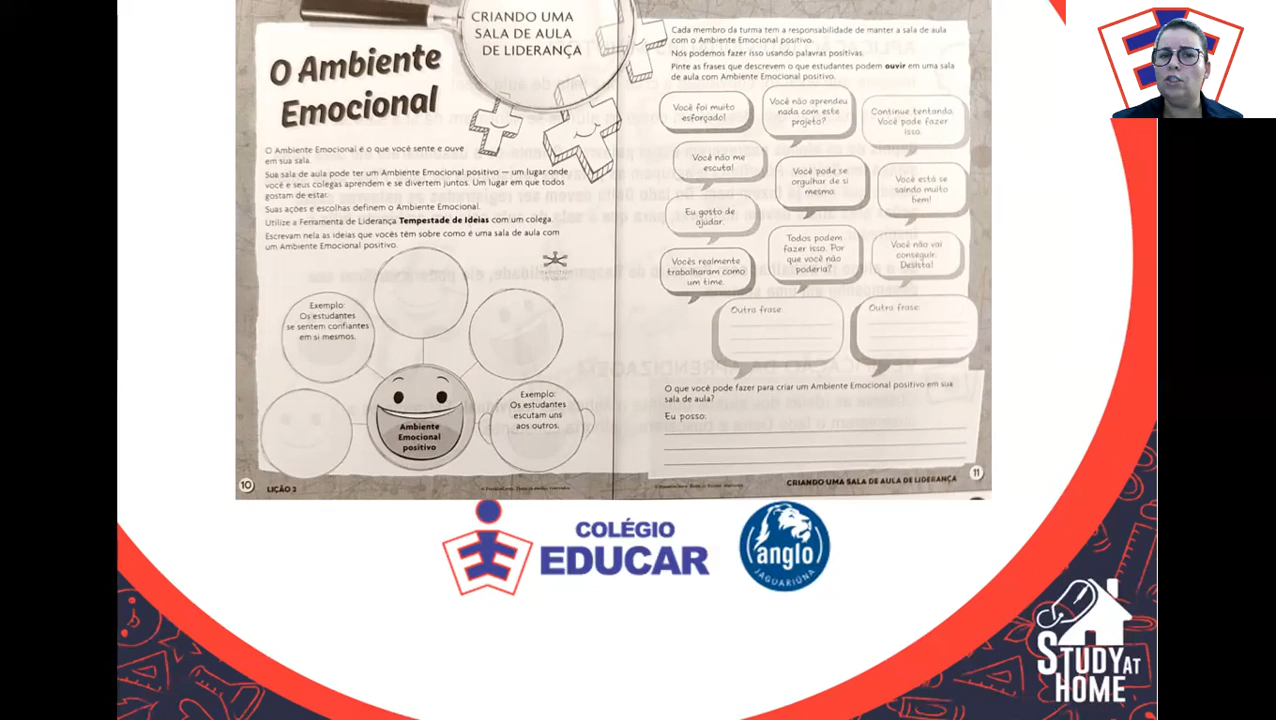 CRIANDO UMA
SALA DE AULA
DE LIDERANÇA
O Ambiente
Emocional
O Ambiente Emocional é o que você sente e ouve
em sua sala.
Sua sala de aula pode ter um Ambiente Emocional positivo — um lugar onde
você e seus colegas aprendem e se divertem juntos. Um lugar em que todos
gostam de estar.
Suas ações e escolhas definem o Ambiente Emocional.
Utilize a Ferramenta de Liderança Tempestade de Ideias com um colega.
Escrevam nela as ideias que vocês têm sobre como é uma sala de aula com
um Ambiente Emocional positivo.
Exemplo:
Os estudantes
se sentem confiantes
em si mesmos.
Ambiente
Emocional
positivo
Exemplo:
Os estudantes
escutam uns
aos outros.
10 LIÇÃO 2
Cada membro da turma tem a responsabilidade de manter a sala de aula
com o Ambiente Emocional positivo.
Nós podemos fazer isso usando palavras positivas.
Pinte as frases que descrevem o que estudantes podem ouvir em uma sala
de aula com Ambiente Emocional positivo.
Você foi muito
esforçado!
Você não aprendeu
nada com este
projeto?
Continue tentando.
Você pode fazer
isso.
Você não me
escuta!
Você pode se
orgulhar de si
mesmo.
Você está se
saindo muito
bem!
Eu gosto de
ajudar.
Vocês realmente
trabalharam como
um time.
Todos podem
fazer isso. Por
que você não
poderia?
Você não vai
conseguir.
Desista!
Outra frase:
Outra frase:
O que você pode fazer para criar um Ambiente Emocional positivo em sua
sala de aula?
Eu posso:
CRIANDO UMA SALA DE AULA DE LIDERANÇA
11
COLÉGIO
EDUCAR
anglo
JAGUARIÚNA
STUDY AT
HOME